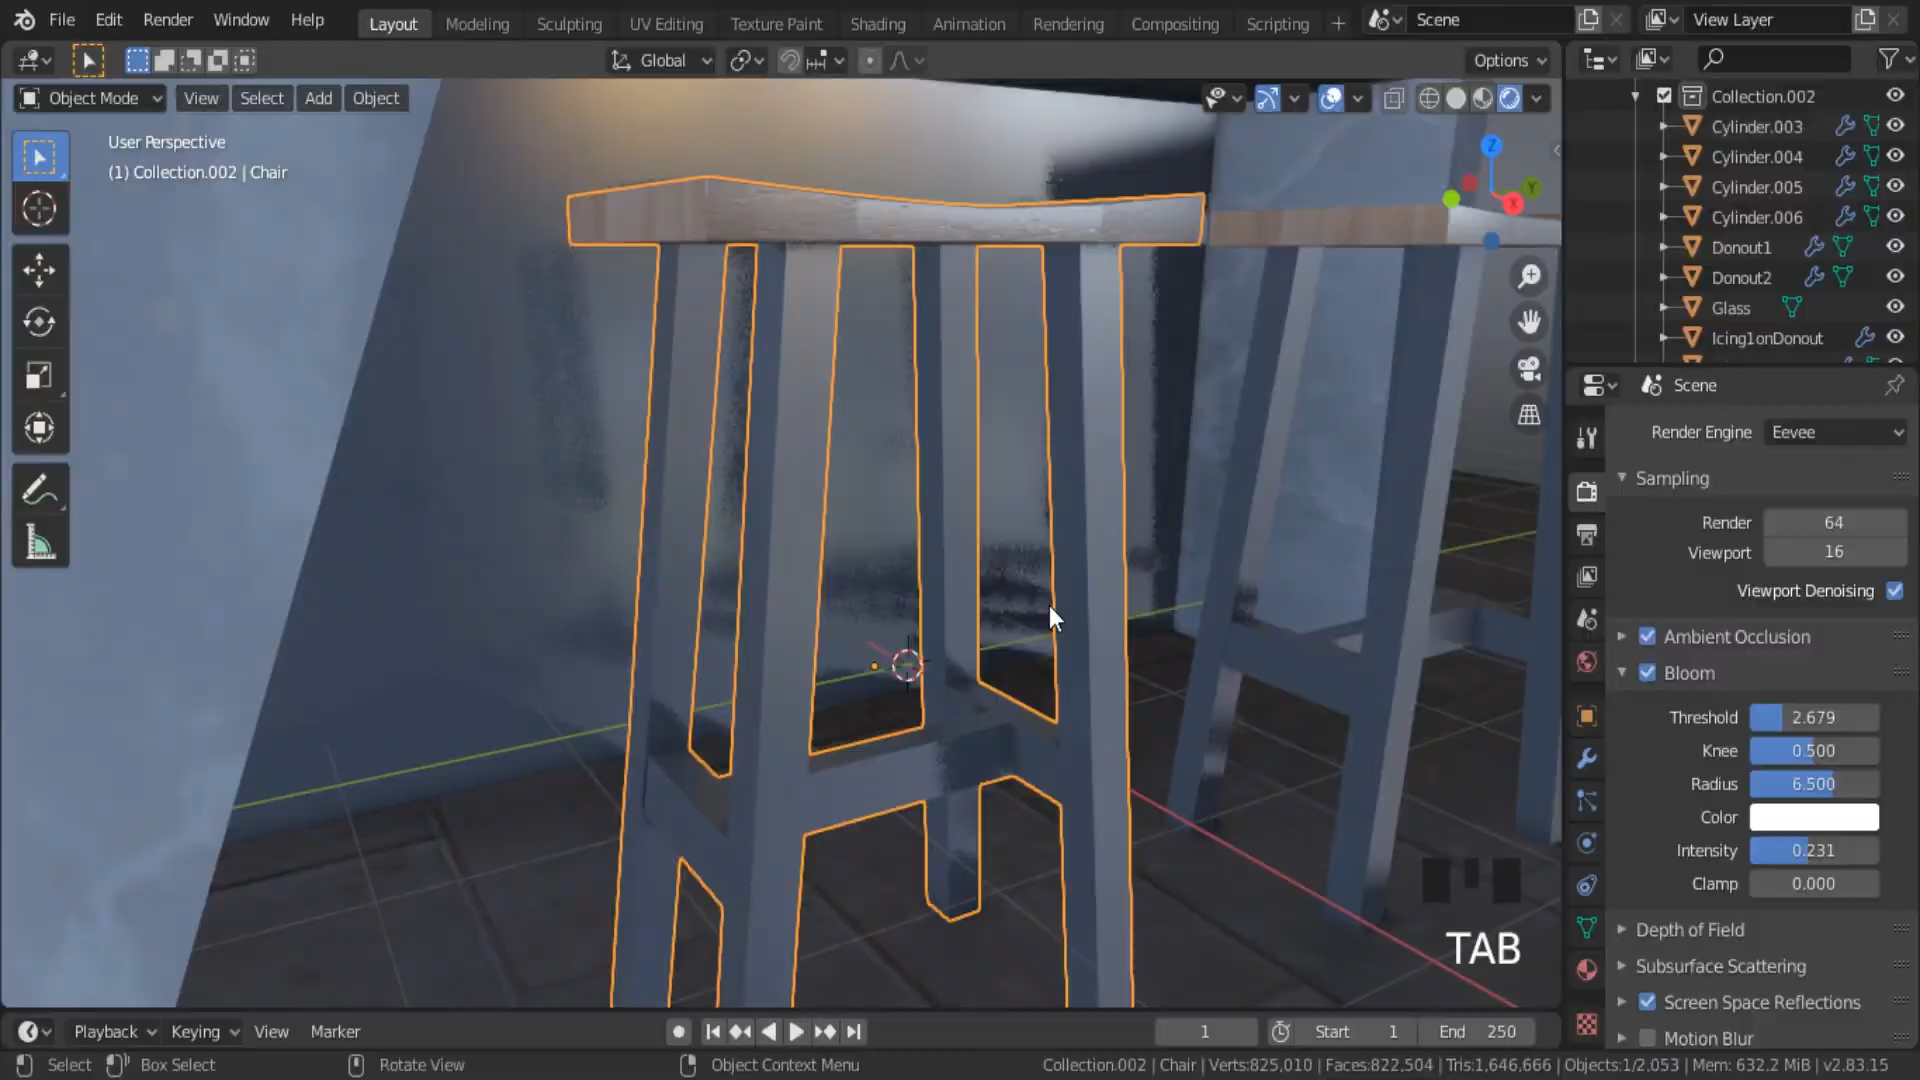 File Edit Render Window Help Layout Modeling Sculpting UV Editing Texture Paint Shading Animation Rendering Compositing Scripting + Scene View Layer
Global Options
Object Mode View Select Add Object
User Perspective
(1) Collection.002 | Chair
Z
Y
X
Collection.002
Cylinder.003
Cylinder.004
Cylinder.005
Cylinder.006
Donout1
Donout2
Glass
Icing1onDonout
Scene
Render Engine Eevee
Sampling
Render 64
Viewport 16
Viewport Denoising
Ambient Occlusion
Bloom
Threshold 2.679
Knee 0.500
Radius 6.500
Color
Intensity 0.231
Clamp 0.000
Depth of Field
Subsurface Scattering
Screen Space Reflections
Motion Blur
TAB
Playback Keying View Marker 1 Start 1 End 250
Select Box Select Rotate View Object Context Menu Collection.002 | Chair | Verts:825,010 | Faces:822,504 | Tris:1,646,666 | Objects:1/2,053 | Mem: 632.2 MiB | v2.83.15